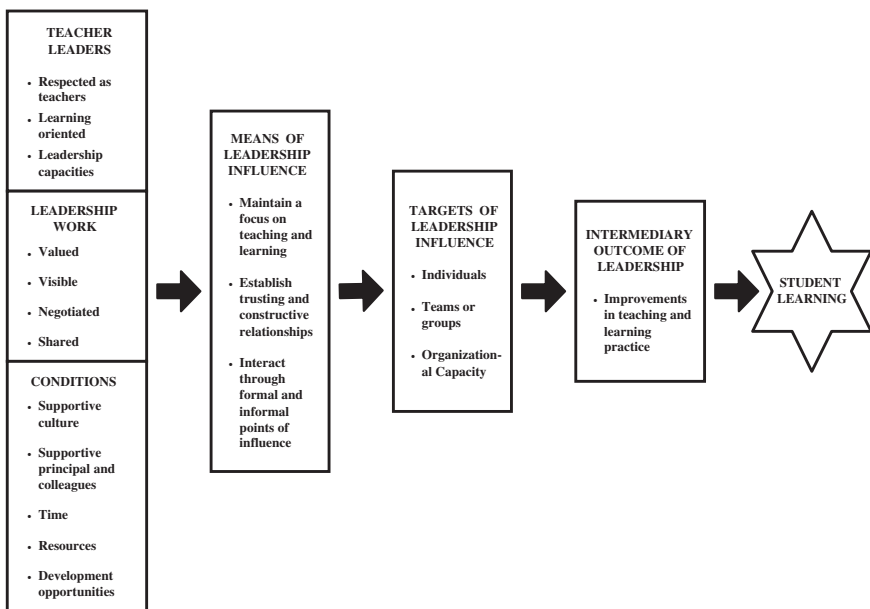 TEACHER
LEADERS
• Respected as
teachers
• Learning
oriented
• Leadership
capacities
LEADERSHIP
WORK
• Valued
• Visible
• Negotiated
• Shared
CONDITIONS
• Supportive
culture
• Supportive
principal and
colleagues
• Time
• Resources
• Development
opportunities
MEANS OF
LEADERSHIP
INFLUENCE
• Maintain a
focus on
teaching and
learning
• Establish
trusting and
constructive
relationships
• Interact
through
formal and
informal
points of
influence
TARGETS OF
LEADERSHIP
INFLUENCE
• Individuals
• Teams or
groups
• Organization-
al Capacity
INTERMEDIARY
OUTCOME OF
LEADERSHIP
• Improvements
in teaching and
learning
practice
STUDENT
LEARNING